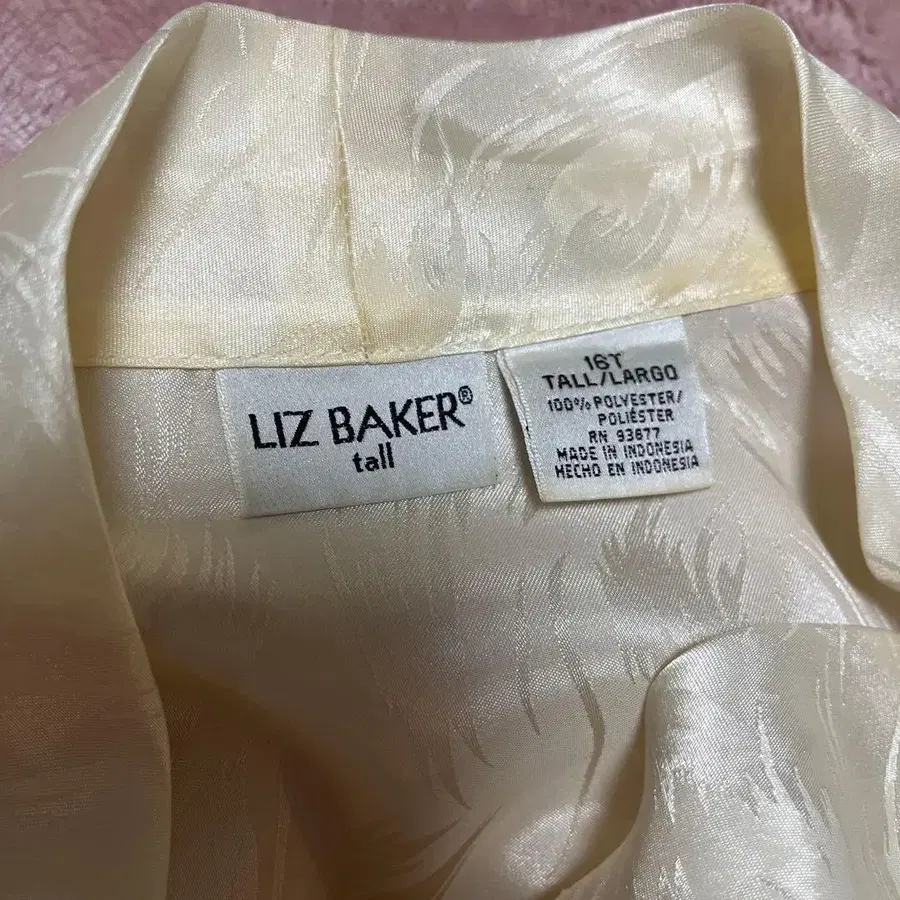 LIZ BAKER®
tall
16T
TALL/LARGO
100% POLYESTER/
POLIÉSTER
RN 93677
MADE IN INDONESIA
HECHO EN INDONESIA